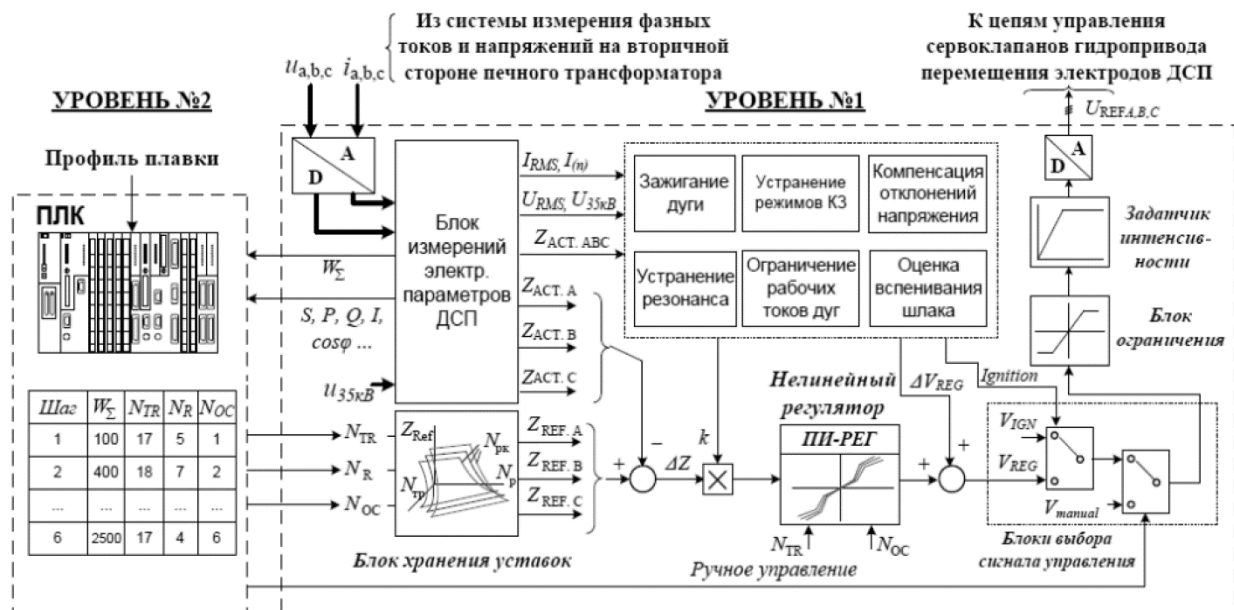 Из системы измерения фазных
токов и напряжений на вторичной
стороне печного трансформатора
К цепям управления
сервоклапанов гидропривода
перемещения электродов ДСП
u a,b,c
i a,b,c
УРОВЕНЬ №2
УРОВЕНЬ №1
U REFA,B,C
Профиль плавки
ПЛК
A
D
A
D
Блок
измерений
электр.
параметров
ДСП
I RMS, I (n)
U RMS, U 35кВ
Z АСТ. ABC
Z АСТ. A
Z АСТ. B
Z АСТ. C
Зажигание
дуги
Устранение
режимов КЗ
Компенсация
отклонений
напряжения
Устранение
резонанса
Ограничение
рабочих
токов дуг
Оценка
вспенивания
шлака
Задатчик
интенсив-
ности
Блок
ограничения
W Σ
S, P, Q, I,
cosφ ...
u 35кВ
Шаг W Σ N TR N R N OC
1 100 17 5 1
2 400 18 7 2
... ... ... ... ...
6 2500 17 4 6
N TR
N R
N OC
Z Ref
N рк
N р
N тр
Z REF. A
Z REF. B
Z REF. C
Блок хранения уставок
+
−
ΔZ
k
Нелинейный
регулятор
ПИ-РЕГ
N TR
N OC
ΔV REG
+
+
Ignition
V IGN
V REG
V manual
Блоки выбора
сигнала управления
Ручное управление